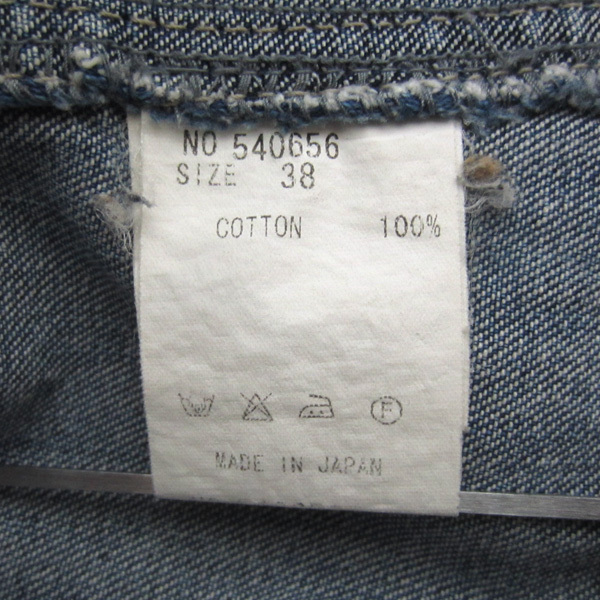 NO 540656
SIZE 38
COTTON 100%
F
MADE IN JAPAN